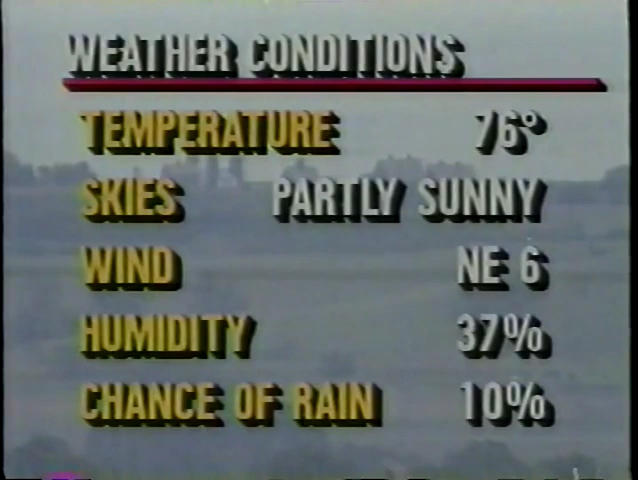 WEATHER CONDITIONS
TEMPERATURE 76°
SKIES PARTLY SUNNY
WIND NE 6
HUMIDITY 37%
CHANCE OF RAIN 10%